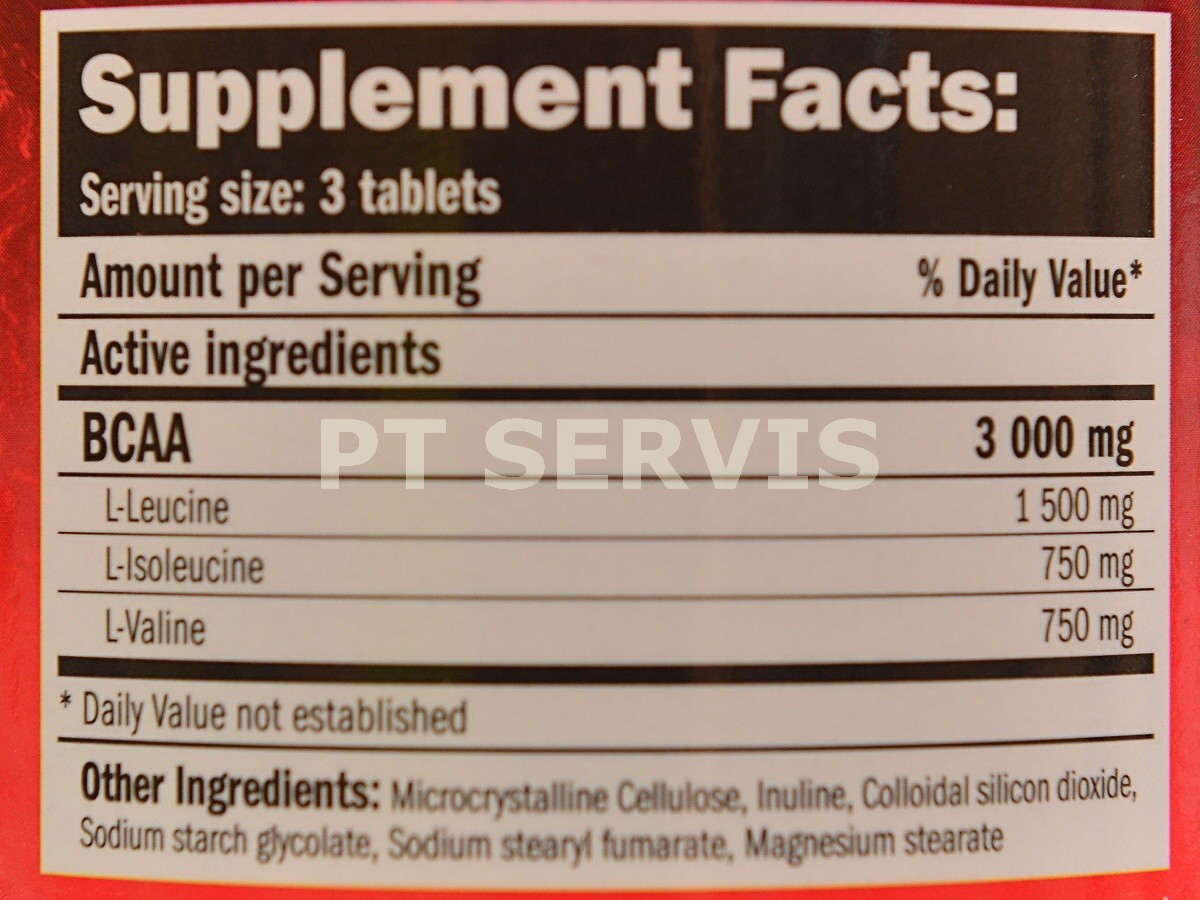 Supplement Facts:
Serving size: 3 tablets
Amount per Serving % Daily Value*
Active ingredients
BCAA 3 000 mg
PT SERVIS
L-Leucine 1 500 mg
L-Isoleucine 750 mg
L-Valine 750 mg
* Daily Value not established
Other Ingredients: Microcrystalline Cellulose, Inuline, Colloidal silicon dioxide,
Sodium starch glycolate, Sodium stearyl fumarate, Magnesium stearate